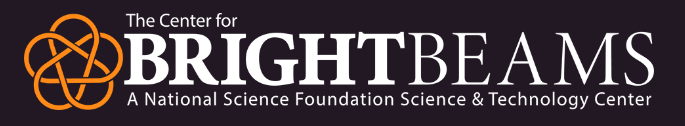 The Center for
BRIGHTBEAMS
A National Science Foundation Science & Technology Center